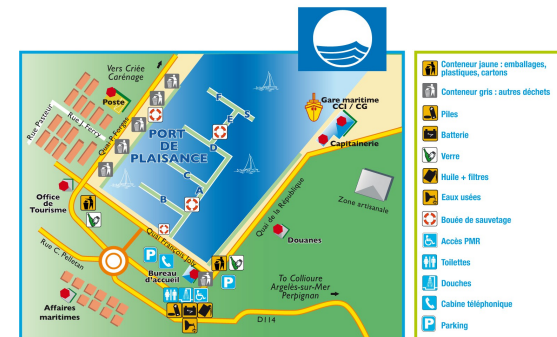 Vers Criée
Carénage
Poste
Rue Pasteur
Rue J. Ferry
Quai P. Forgas
PORT
DE
PLAISANCE
F
E
S
D
C
A
B
Gare maritime
CCI / CG
Capitainerie
Zone artisanale
Quai de la République
Douanes
Office
de
Tourisme
Quai François Joly
Rue C. Pelletan
Bureau
d'accueil
P
P
Affaires
maritimes
To Collioure
Argelès-sur-Mer
Perpignan
D114
Conteneur jaune : emballages,
plastiques, cartons
Conteneur gris : autres déchets
Piles
Batterie
Verre
Huile + filtres
Eaux usées
Bouée de sauvetage
Accès PMR
Toilettes
Douches
Cabine téléphonique
P Parking